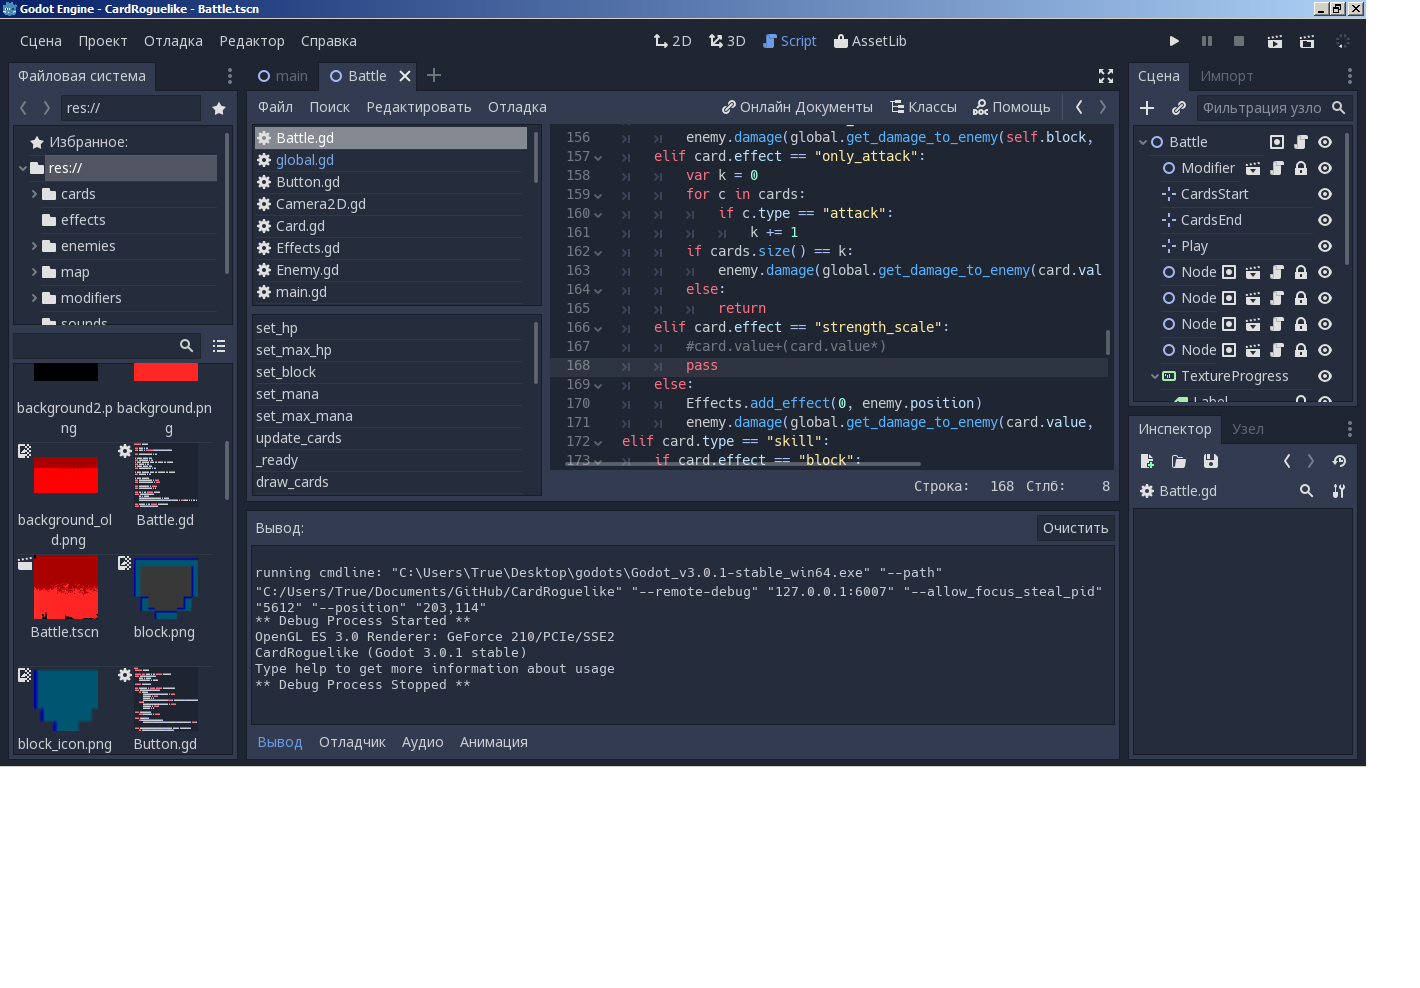 Godot Engine - CardRoguelike - Battle.tscn
Сцена Проект Отладка Редактор Справка
2D 3D Script AssetLib
Файловая система
res://
Избранное:
res://
cards
effects
enemies
map
modifiers
sounds
background2.p
ng
background.pn
g
background_ol
d.png
Battle.gd
Battle.tscn
block.png
block_icon.png
Button.gd
main Battle
Файл Поиск Редактировать Отладка
Онлайн Документы Классы Помощь
Battle.gd
global.gd
Button.gd
Camera2D.gd
Card.gd
Effects.gd
Enemy.gd
main.gd
set_hp
set_max_hp
set_block
set_mana
set_max_mana
update_cards
_ready
draw_cards
156 enemy.damage(global.get_damage_to_enemy(self.block,
157 elif card.effect == "only_attack":
158 var k = 0
159 for c in cards:
160 if c.type == "attack":
161 k += 1
162 if cards.size() == k:
163 enemy.damage(global.get_damage_to_enemy(card.val
164 else:
165 return
166 elif card.effect == "strength_scale":
167 #card.value+(card.value*)
168 pass
169 else:
170 Effects.add_effect(0, enemy.position)
171 enemy.damage(global.get_damage_to_enemy(card.value,
172 elif card.type == "skill":
173 if card.effect == "block":
Строка: 168 Стлб: 8
Вывод:
Очистить
running cmdline: "C:\Users\True\Desktop\godots\Godot_v3.0.1-stable_win64.exe" "--path"
"C:/Users/True/Documents/GitHub/CardRoguelike" "--remote-debug" "127.0.0.1:6007" "--allow_focus_steal_pid"
"5612" "--position" "203,114"
** Debug Process Started **
OpenGL ES 3.0 Renderer: GeForce 210/PCIe/SSE2
CardRoguelike (Godot 3.0.1 stable)
Type help to get more information about usage
** Debug Process Stopped **
Вывод Отладчик Аудио Анимация
Сцена Импорт
Фильтрация узло
Battle
Modifier
CardsStart
CardsEnd
Play
Node
Node
Node
Node
TextureProgress
Label
Инспектор Узел
Battle.gd